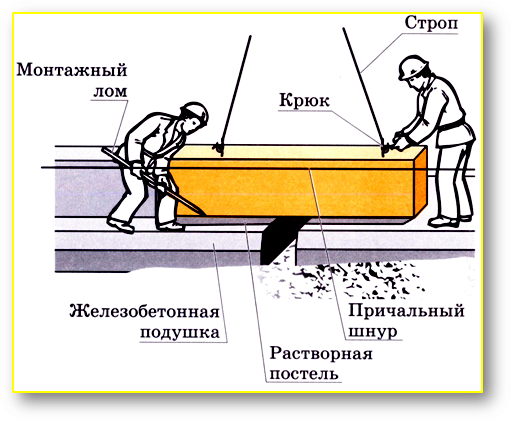 Строп
Монтажный
лом
Крюк
Железобетонная
подушка
Причальный
шнур
Растворная
постель